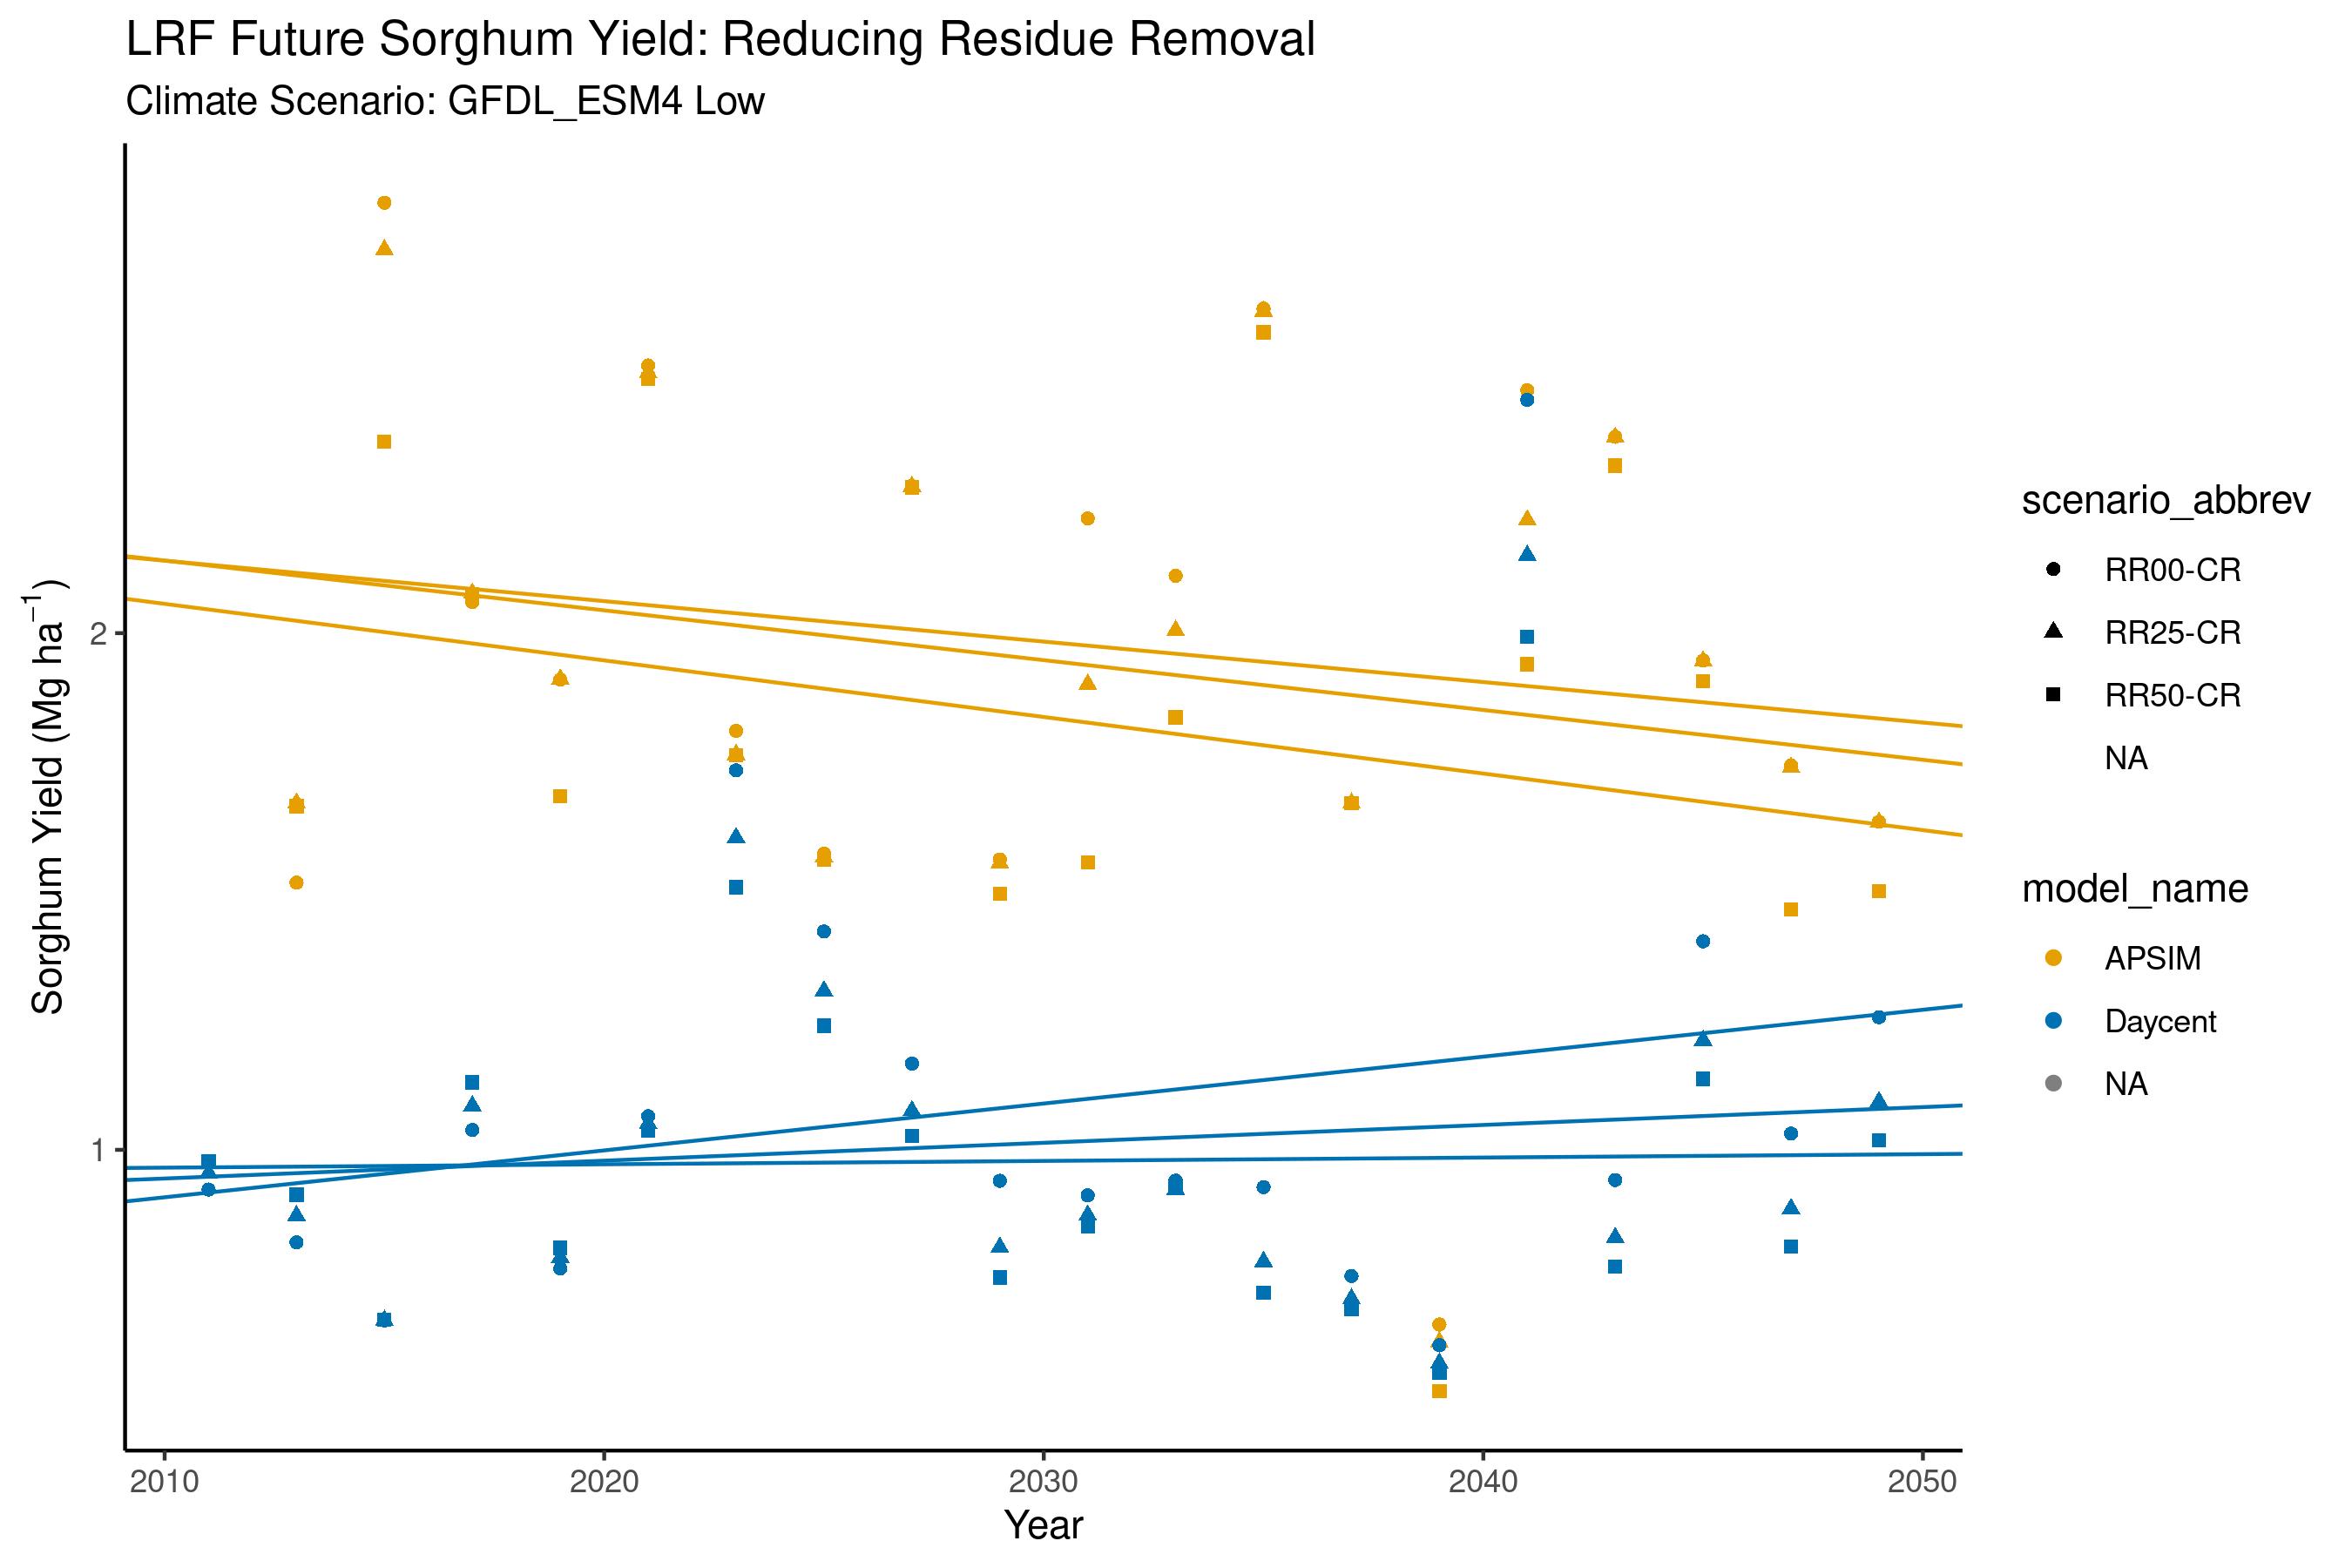 LRF Future Sorghum Yield: Reducing Residue Removal
Climate Scenario: GFDL_ESM4 Low
Sorghum Yield (Mg ha⁻¹)
2
1
2010
2020
2030
2040
2050
Year
scenario_abbrev
RR00-CR
RR25-CR
RR50-CR
NA
model_name
APSIM
Daycent
NA